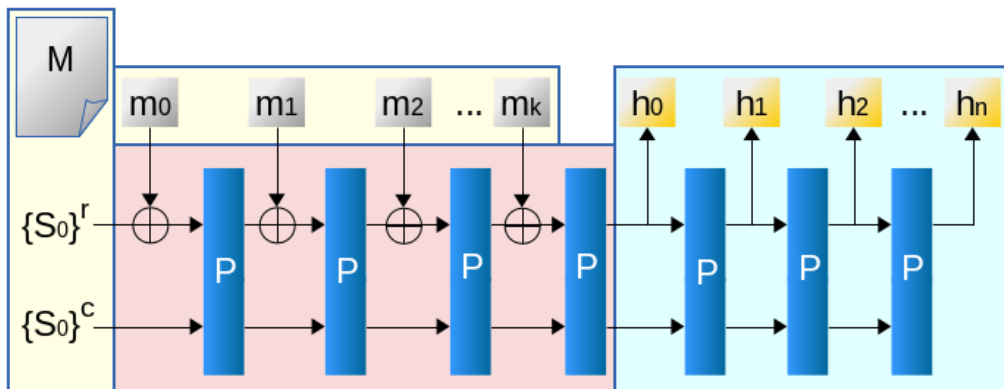 M
m0 m1 m2 ... mk h0 h1 h2 ... hn
{S0}r
P P P P P P P
{S0}c